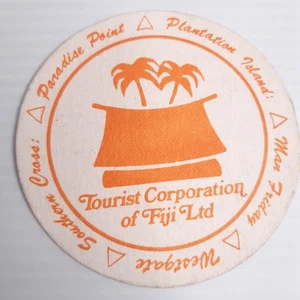 Paradise Point
Plantation Island:
Man Friday
Westgate
Southern Cross:
Tourist Corporation
of Fiji Ltd